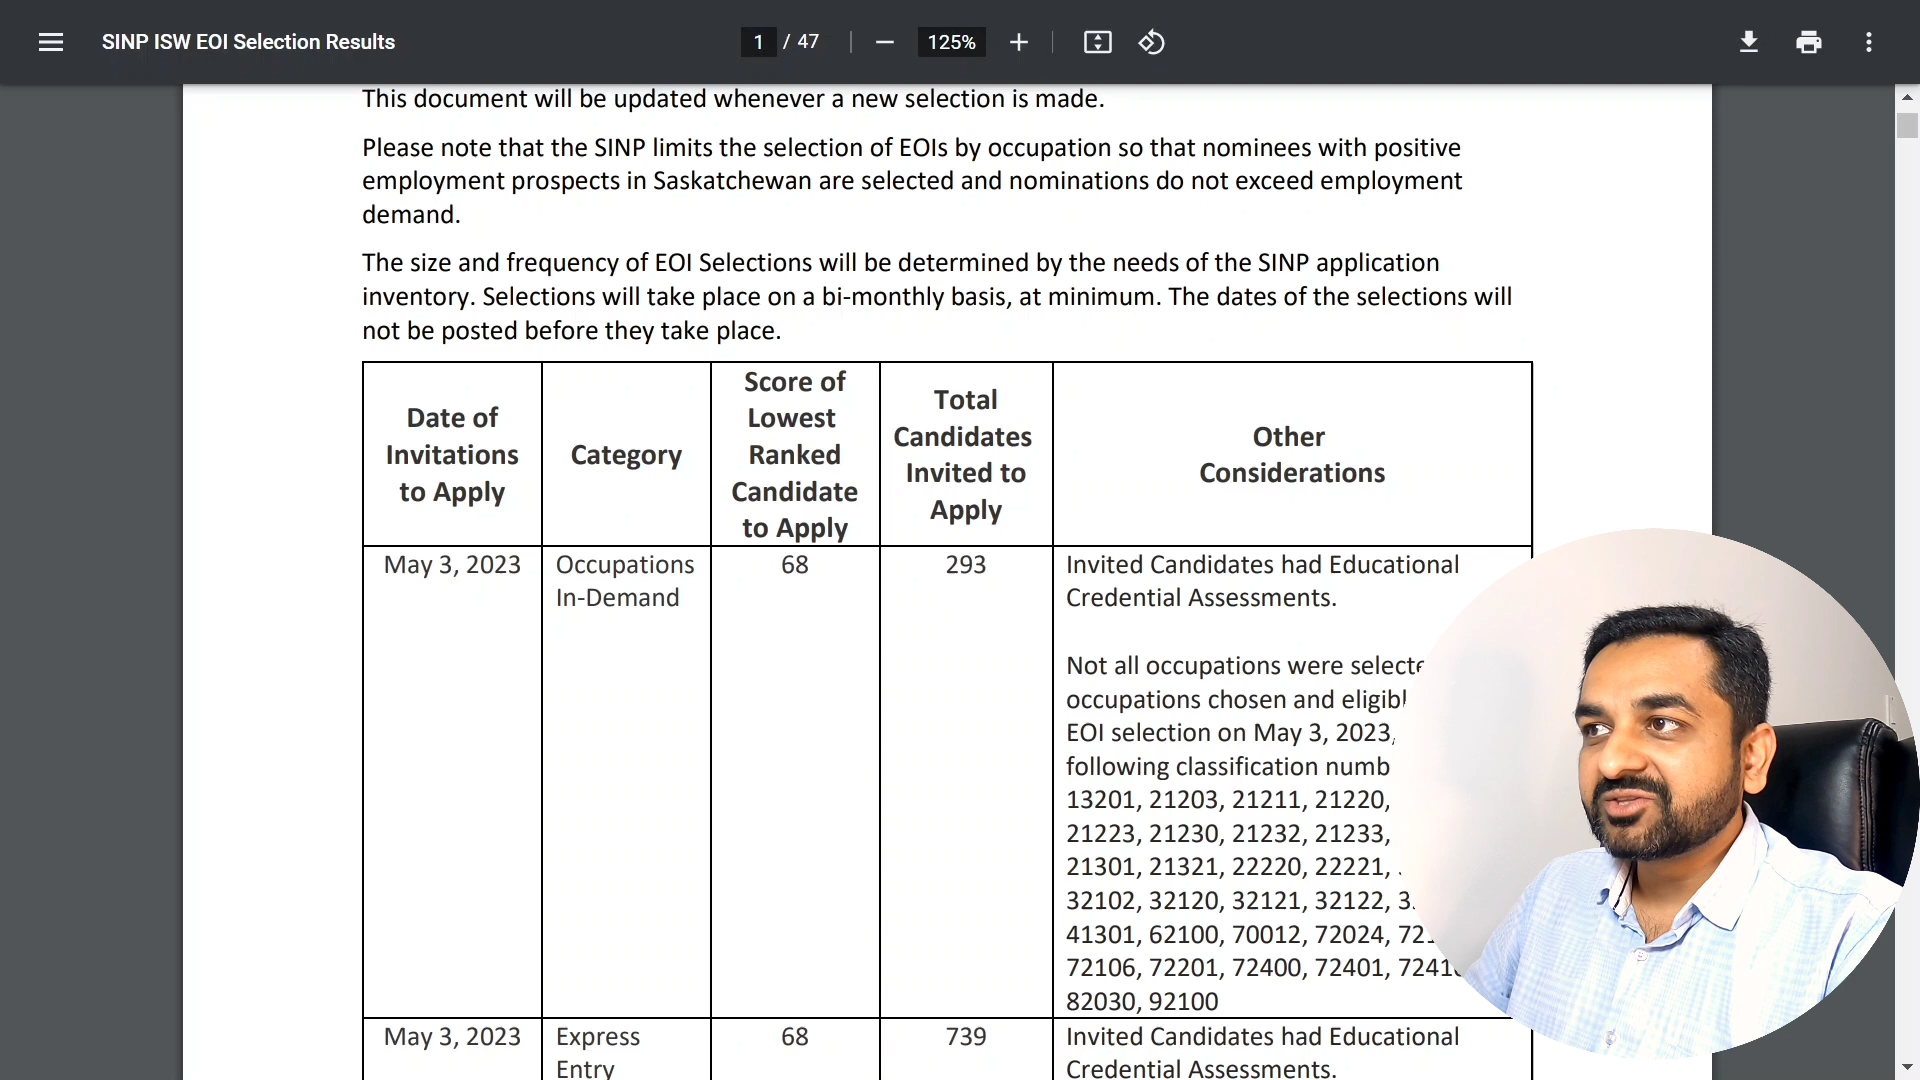 SINP ISW EOI Selection Results
1 / 47
125%
This document will be updated whenever a new selection is made.
Please note that the SINP limits the selection of EOIs by occupation so that nominees with positive
employment prospects in Saskatchewan are selected and nominations do not exceed employment
demand.
The size and frequency of EOI Selections will be determined by the needs of the SINP application
inventory. Selections will take place on a bi-monthly basis, at minimum. The dates of the selections will
not be posted before they take place.
Date of
Invitations
to Apply
Category
Score of
Lowest
Ranked
Candidate
to Apply
Total
Candidates
Invited to
Apply
Other
Considerations
May 3, 2023
Occupations
In-Demand
68
293
Invited Candidates had Educational
Credential Assessments.
Not all occupations were
occupations chosen and
EOI selection on May 3, 2023,
following classification
13201, 21203, 21211, 21220,
21223, 21230, 21232, 21233,
21301, 21321, 22220, 22221,
32102, 32120, 32121, 32122,
41301, 62100, 70012, 72024,
72106, 72201, 72400, 72401,
82030, 92100
May 3, 2023
Express
Entry
68
739
Invited Candidates had Educational
Credential Assessments.